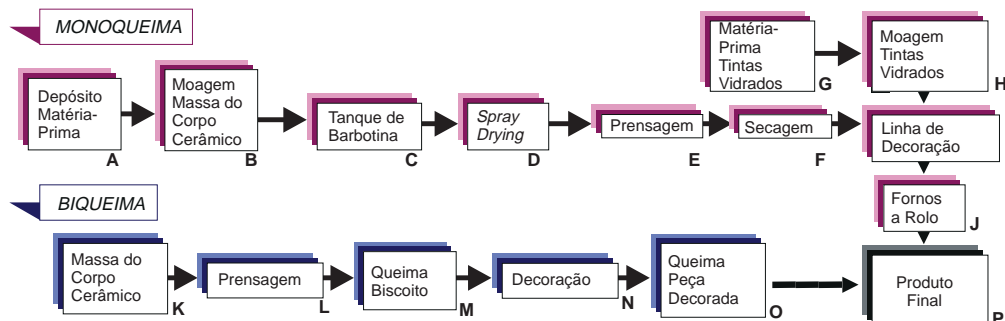 MONOQUEIMA
Depósito
Matéria-
Prima
A
Moagem
Massa do
Corpo
Cerâmico
B
Tanque de
Barbotina
C
Spray
Drying
D
Prensagem
E
Secagem
F
Matéria-
Prima
Tintas
Vidrados
G
Moagem
Tintas
Vidrados
H
Linha de
Decoração
Fornos
a Rolo
J
BIQUEIMA
Massa do
Corpo
Cerâmico
K
Prensagem
L
Queima
Biscoito
M
Decoração
N
Queima
Peça
Decorada
O
Produto
Final
P